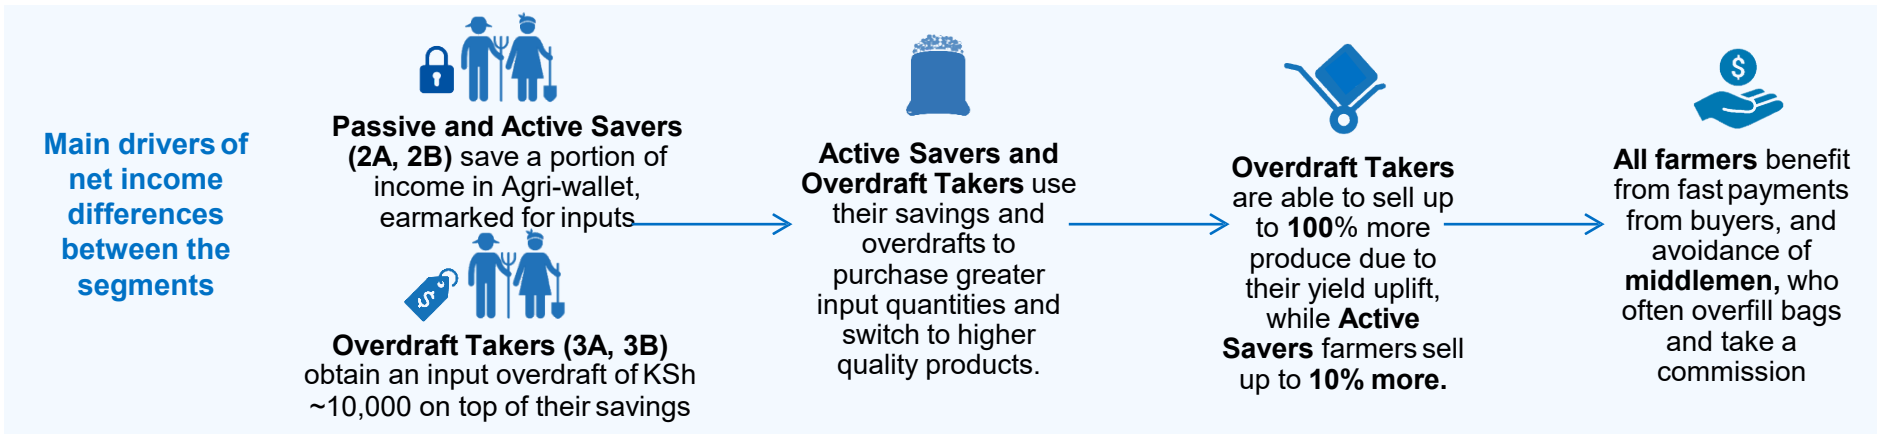 Main drivers of
net income
differences
between the
segments
Passive and Active Savers
(2A, 2B) save a portion of
income in Agri-wallet,
earmarked for inputs
Overdraft Takers (3A, 3B)
obtain an input overdraft of KSh
~10,000 on top of their savings
Active Savers and
Overdraft Takers use
their savings and
overdrafts to
purchase greater
input quantities and
switch to higher
quality products.
Overdraft Takers
are able to sell up
to 100% more
produce due to
their yield uplift,
while Active
Savers farmers sell
up to 10% more.
$
All farmers benefit
from fast payments
from buyers, and
avoidance of
middlemen, who
often overfill bags
and take a
commission